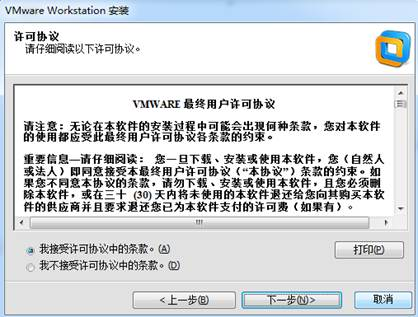 VMware Workstation 安装
许可协议
请仔细阅读以下许可协议。
VMWARE 最终用户许可协议
请注意：无论在本软件的安装过程中可能会出现何种条款，您对本软件
的使用都应受此最终用户许可协议各条款的约束。
重要信息—请仔细阅读： 您一旦下载、安装或使用本软件，您（自然人
或法人）即同意接受本最终用户许可协议（“本协议”）条款的约束。如
果您不同意本协议的条款，请勿下载、安装或使用本软件，且您必须删
除本软件，或在三十 (30) 天内将未使用的本软件退还给您向其购买本软
件的供应商并且要求退还您已为本软件支付的许可费（如果有）。
我接受许可协议中的条款。(A)
打印(P)
我不接受许可协议中的条款。(D)
< 上一步(B)
下一步(N) >
取消